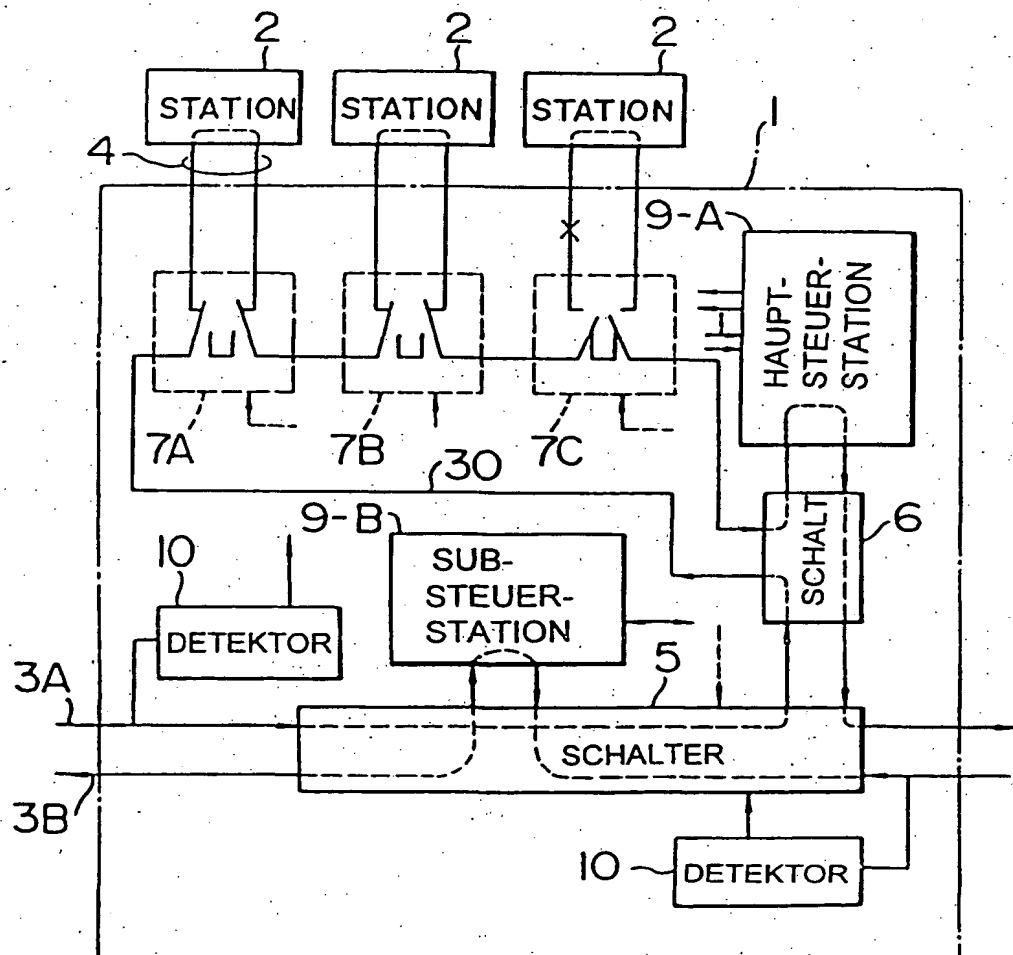 2 2 2
STATION STATION STATION
4
1
9-A
HAUPT-
STEUER-
STATION
7A 7B 7C
30
9-B
SCHALT
6
10
SUB-
STEUER-
STATION
DETEKTOR
5
3A
SCHALTER
3B
10
DETEKTOR